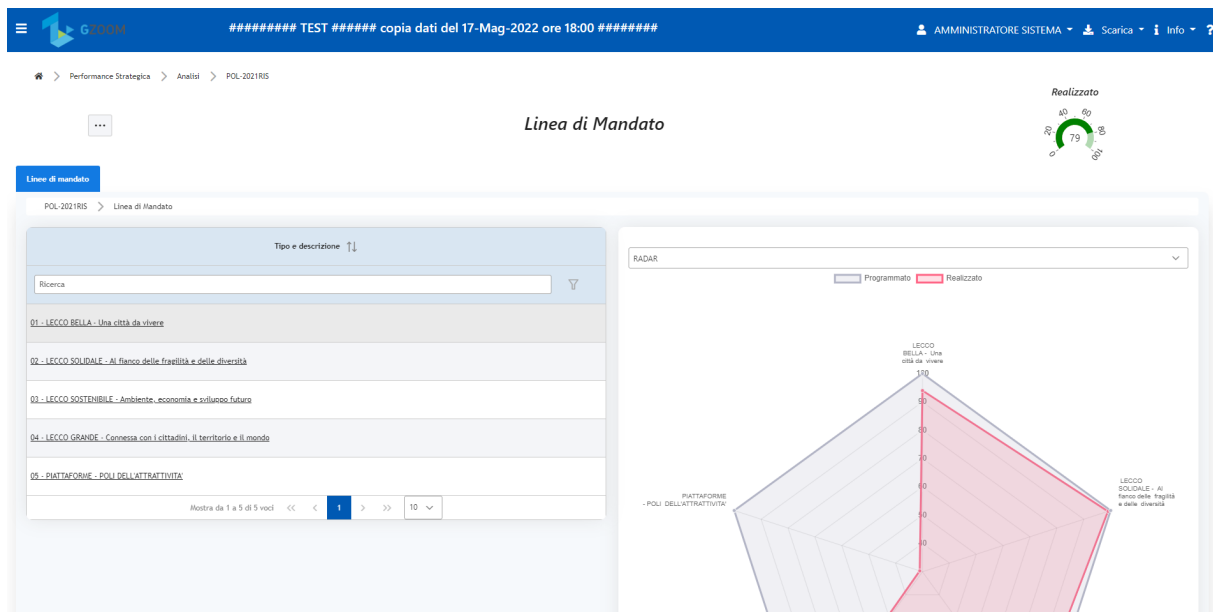 GZOOM
######### TEST ###### copia dati del 17-Mag-2022 ore 18:00 ########
AMMINISTRATORE SISTEMA
Scarica
i Info
?
Performance Strategica > Analisi > POL-2021RIS
...
Linea di Mandato
Realizzato
0
20
40
60
80
100
79
Linee di mandato
POL-2021RIS > Linea di Mandato
Tipo e descrizione
Ricerca
01 - LECCO BELLA - Una città da vivere
02 - LECCO SOLIDALE - Al fianco delle fragilità e delle diversità
03 - LECCO SOSTENIBILE - Ambiente, economia e sviluppo futuro
04 - LECCO GRANDE - Connessa con i cittadini, il territorio e il mondo
05 - PIATTAFORME - POLI DELL'ATTRATTIVITA'
Mostra da 1 a 5 di 5 voci << < 1 > >> 10
RADAR
Programmato
Realizzato
LECCO
BELLA - Una
città da vivere
100
90
80
70
60
50
40
LECCO
SOLIDALE - Al
fianco delle fragilità
e delle diversità
PIATTAFORME
- POLI DELL'ATTRATTIVITA'